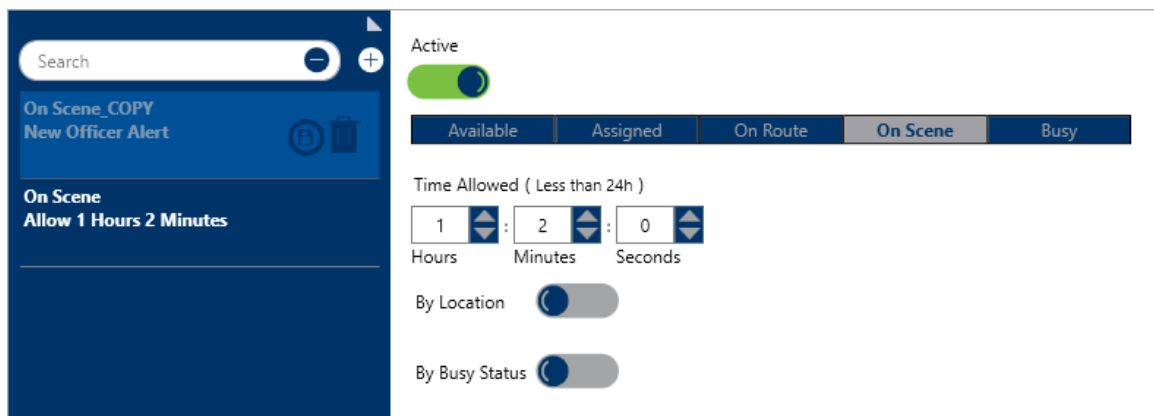 Search
On Scene_COPY
New Officer Alert
On Scene
Allow 1 Hours 2 Minutes
Active
Available Assigned On Route On Scene Busy
Time Allowed ( Less than 24h )
1 : 2 : 0
Hours Minutes Seconds
By Location
By Busy Status